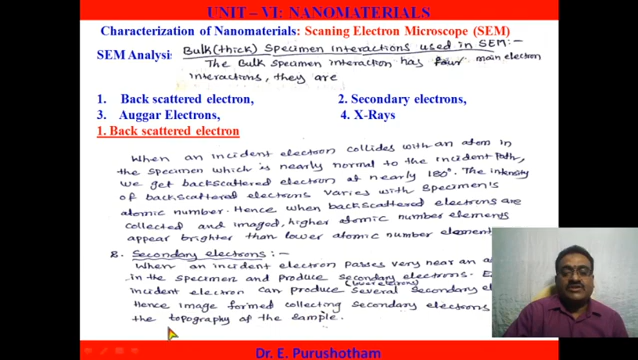 UNIT – VI: NANOMATERIALS
Characterization of Nanomaterials: Scaning Electron Microscope (SEM)
SEM Analysi: Bulk(thick) Specimen interactions used in SEM:-
The Bulk Specimen interaction has four main electron
interactions, they are
1. Back scattered electron, 2. Secondary electrons,
3. Auggar Electrons, 4. X-Rays
1. Back scattered electron
When an incident electron collides with an atom in
the specimen which is nearly normal to the incident path,
we get backscattered electron at nearly 180°. The intensity
of backscattered electrons varies with specimen's
atomic number. Hence when backscattered electrons are
collected and imaged, higher atomic number elements
appear brighter than lower atomic number element
2. Secondary electrons :-
When an incident electron passes very near an
in the specimen and produce secondary electrons.
incident electron can produce several secondary
Hence image formed collecting secondary electrons
the topography of the sample.
Dr. E. Purushotham